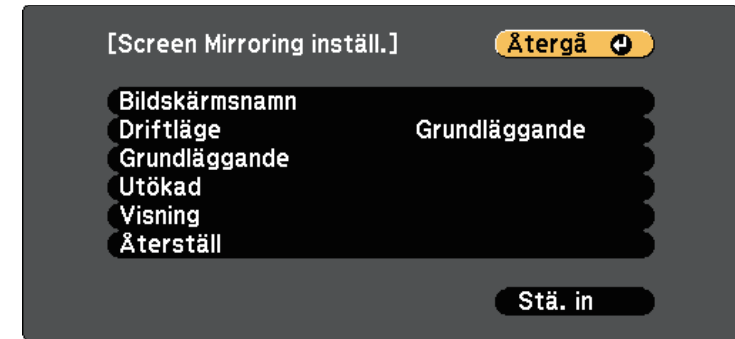 [Screen Mirroring inställ.] Återgå
Bildskärmsnamn
Driftläge Grundläggande
Grundläggande
Utökad
Visning
Återställ
Stä. in